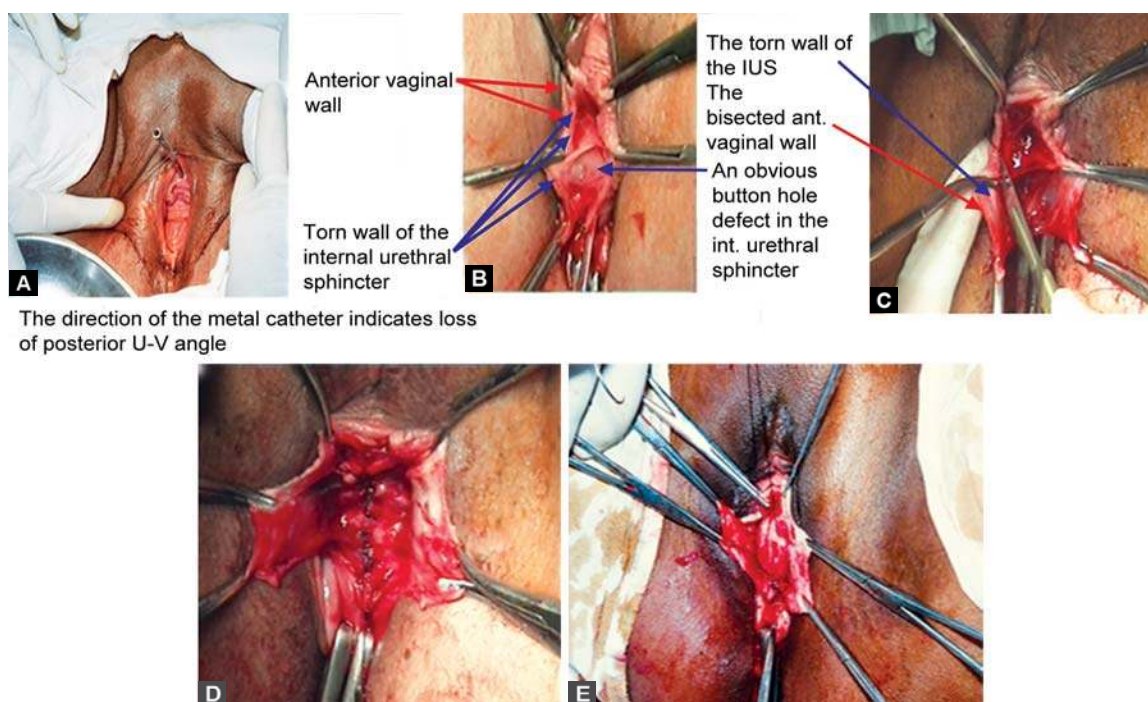 Anterior vaginal
wall
Torn wall of the
internal urethral
sphincter
A
B
The torn wall of
the IUS
The
bisected ant.
vaginal wall
An obvious
button hole
defect in the
int. urethral
sphincter
C
The direction of the metal catheter indicates loss
of posterior U-V angle
D
E